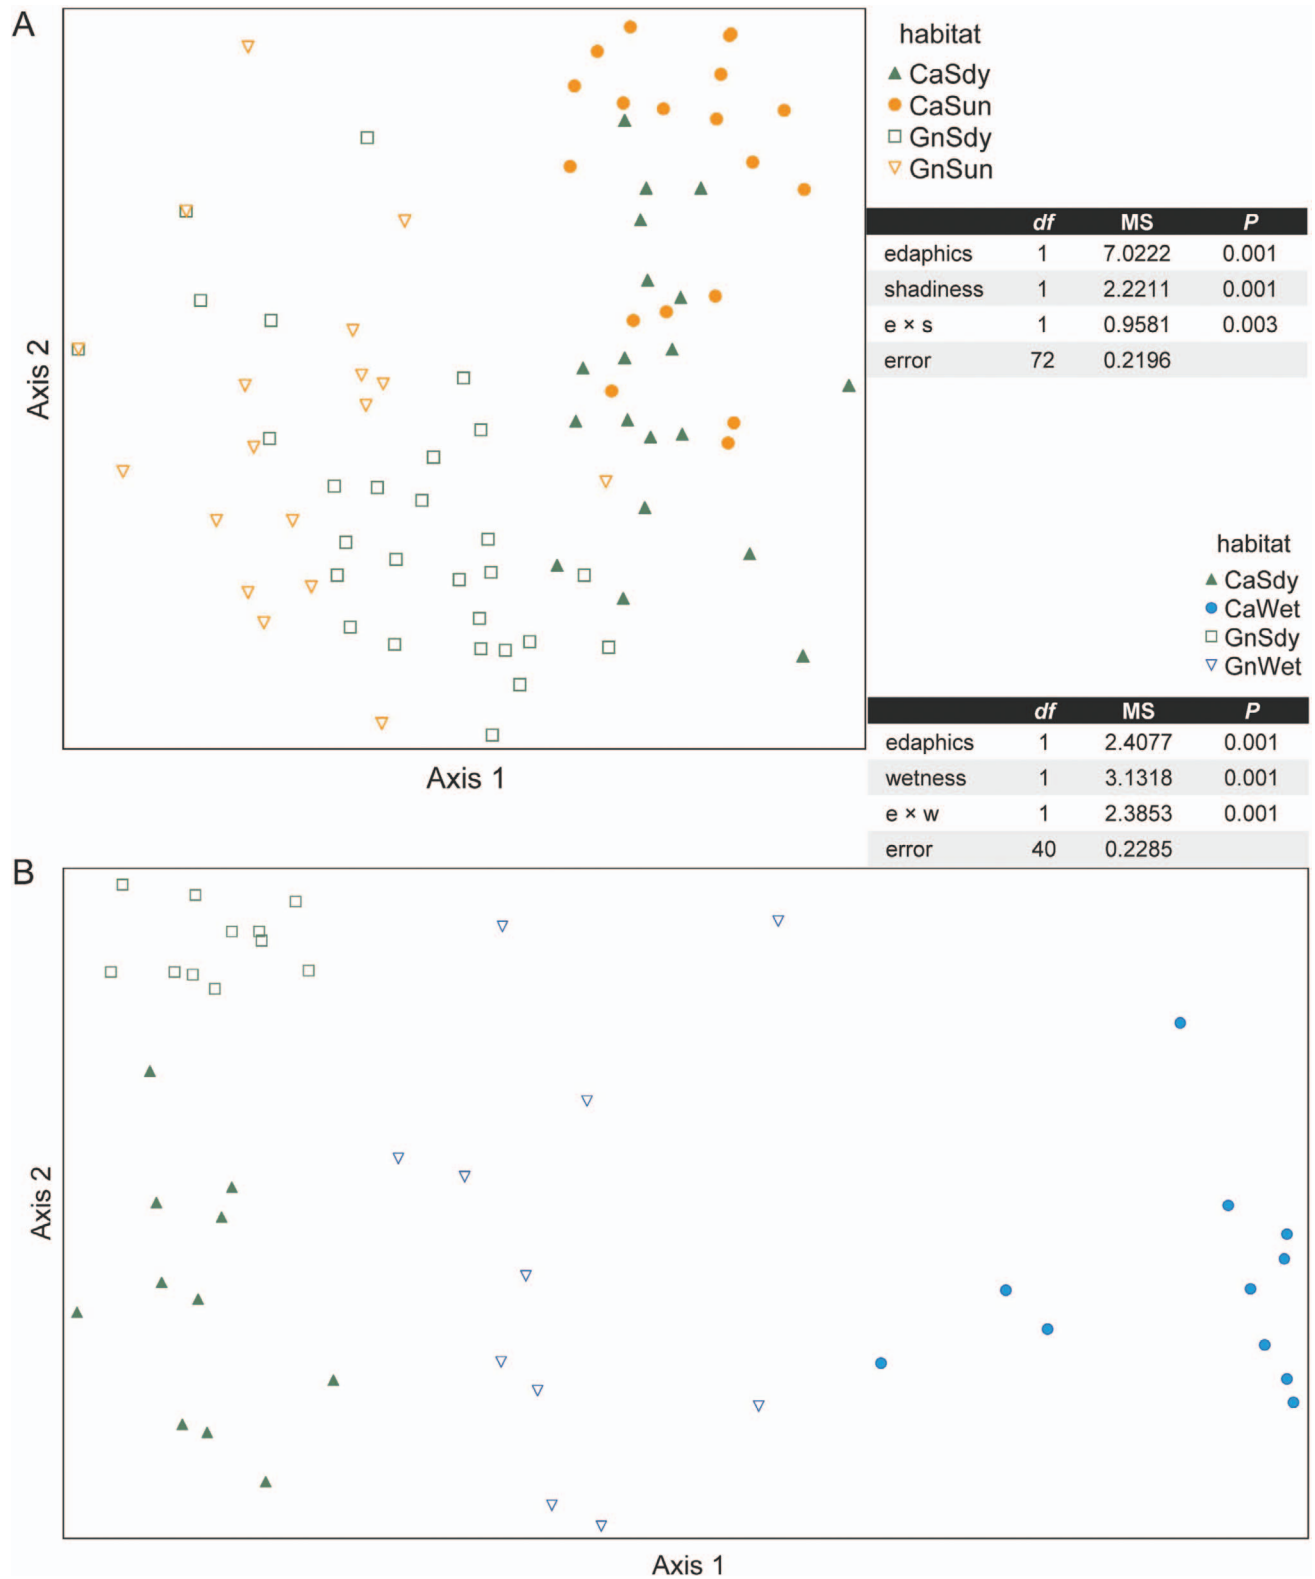 A
habitat
CaSdy
CaSun
GnSdy
GnSun
df MS P
edaphics 1 7.0222 0.001
shadiness 1 2.2211 0.001
e × s 1 0.9581 0.003
error 72 0.2196
Axis 2
Axis 1
habitat
CaSdy
CaWet
GnSdy
GnWet
df MS P
edaphics 1 2.4077 0.001
wetness 1 3.1318 0.001
e × w 1 2.3853 0.001
error 40 0.2285
B
Axis 2
Axis 1